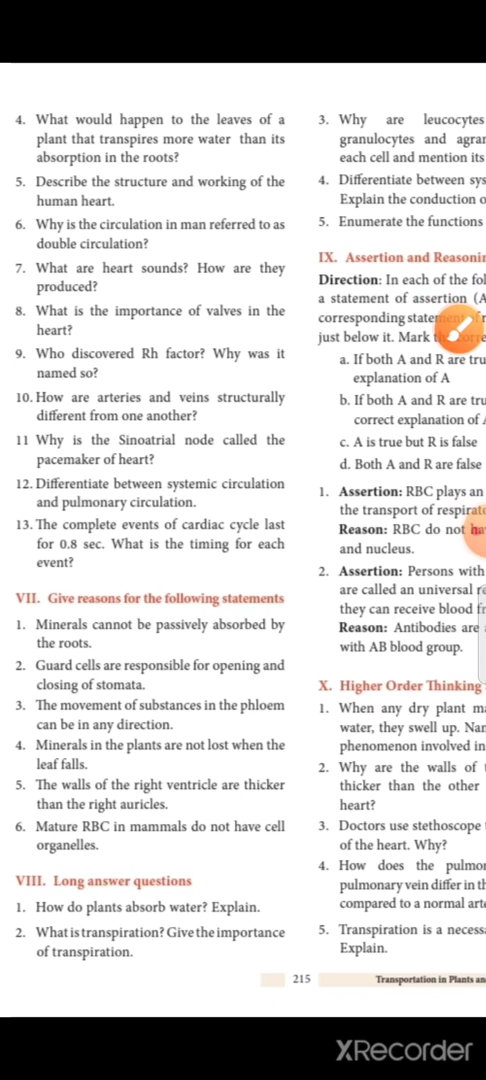 4. What would happen to the leaves of a
plant that transpires more water than its
absorption in the roots?
5. Describe the structure and working of the
human heart.
6. Why is the circulation in man referred to as
double circulation?
7. What are heart sounds? How are they
produced?
8. What is the importance of valves in the
heart?
9. Who discovered Rh factor? Why was it
named so?
10. How are arteries and veins structurally
different from one another?
11 Why is the Sinoatrial node called the
pacemaker of heart?
12. Differentiate between systemic circulation
and pulmonary circulation.
13. The complete events of cardiac cycle last
for 0.8 sec. What is the timing for each
event?
VII. Give reasons for the following statements
1. Minerals cannot be passively absorbed by
the roots.
2. Guard cells are responsible for opening and
closing of stomata.
3. The movement of substances in the phloem
can be in any direction.
4. Minerals in the plants are not lost when the
leaf falls.
5. The walls of the right ventricle are thicker
than the right auricles.
6. Mature RBC in mammals do not have cell
organelles.
VIII. Long answer questions
1. How do plants absorb water? Explain.
2. What is transpiration? Give the importance
of transpiration.
3. Why are leucocytes
granulocytes and agra
each cell and mention its
4. Differentiate between sys
Explain the conduction o
5. Enumerate the functions
IX. Assertion and Reasonin
Direction: In each of the fol
a statement of assertion (A
corresponding
just below it. Mark
a. If both A and R are tru
explanation of A
b. If both A and R are tru
correct explanation of
c. A is true but R is false
d. Both A and R are false
1. Assertion: RBC plays an
the transport of respirat
Reason: RBC do not
and nucleus.
2. Assertion: Persons with
are called an universal
they can receive blood
Reason: Antibodies are
with AB blood group.
X. Higher Order Thinking
1. When any dry plant ma
water, they swell up. Nam
phenomenon involved in
2. Why are the walls of
thicker than the other
heart?
3. Doctors use stethoscope
of the heart. Why?
4. How does the pulmon
pulmonary vein differ in th
compared to a normal arte
5. Transpiration is a necess
Explain.
215 Transportation in Plants an
XRecorder